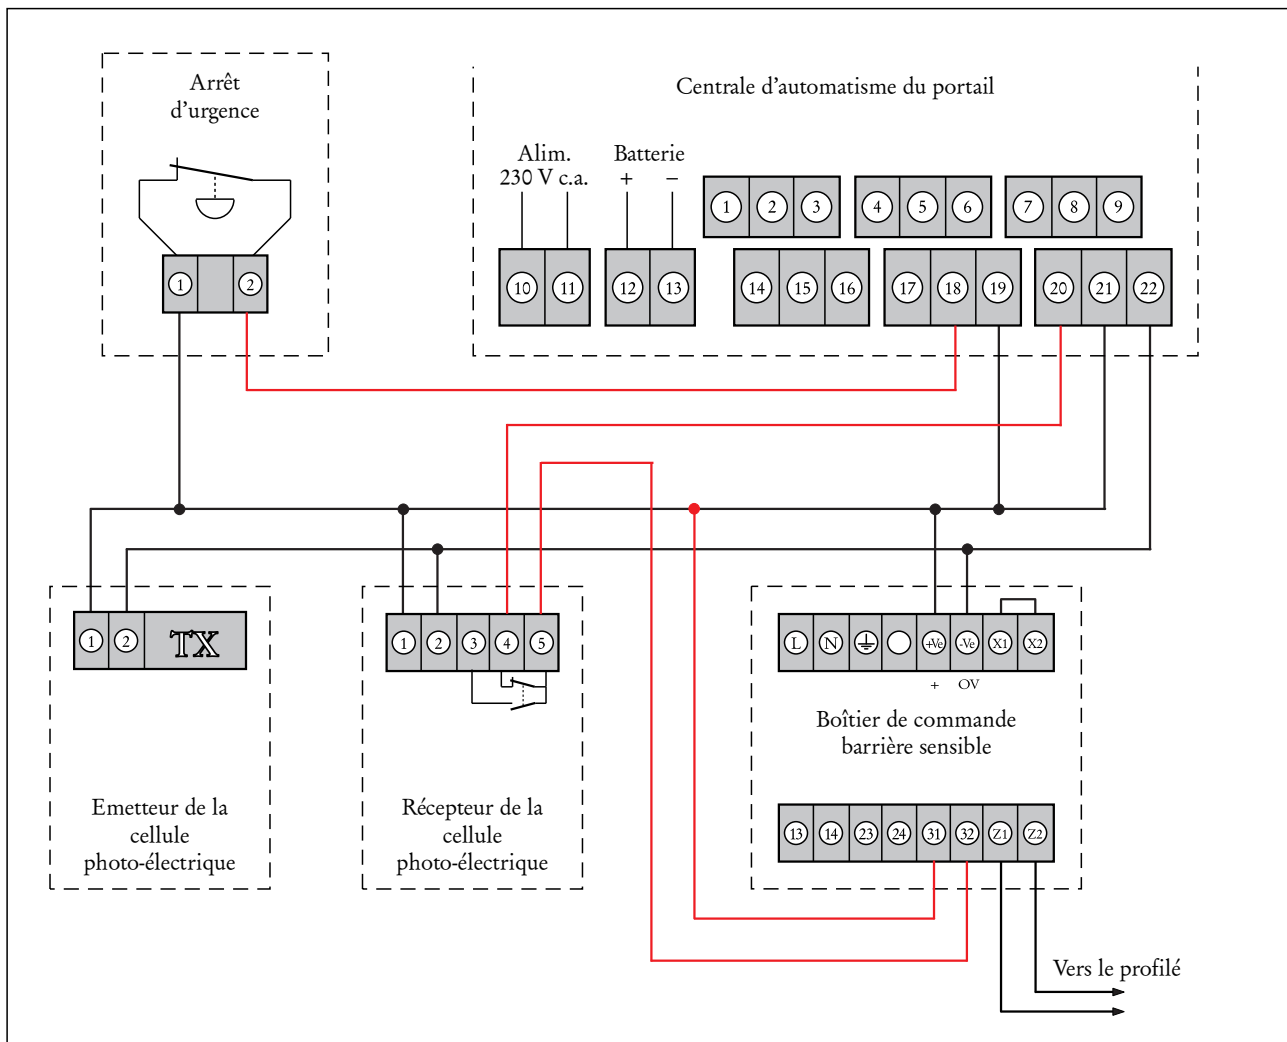 Arrêt
d'urgence
1 2
Centrale d'automatisme du portail
Alim.
230 V c.a.
Batterie
+ −
1 2 3 4 5 6 7 8 9
10 11 12 13 14 15 16 17 18 19 20 21 22
1 2 TX
Emetteur de la
cellule
photo-électrique
1 2 3 4 5
Récepteur de la
cellule
photo-électrique
L N +Ve -Ve X1 X2
+ OV
Boîtier de commande
barrière sensible
13 14 23 24 31 32 Z1 Z2
Vers le profilé